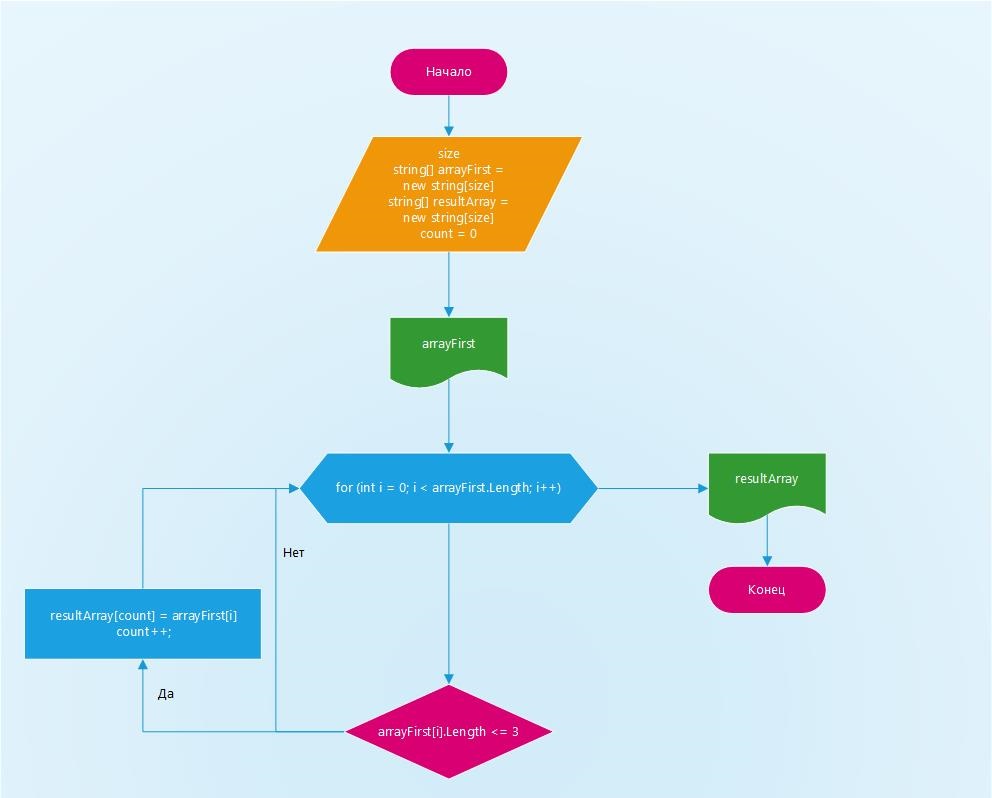 Начало
size
string[] arrayFirst =
new string[size]
string[] resultArray =
new string[size]
count = 0
arrayFirst
for (int i = 0; i < arrayFirst.Length; i++)
resultArray
Нет
Конец
resultArray[count] = arrayFirst[i]
count++;
Да
arrayFirst[i].Length <= 3